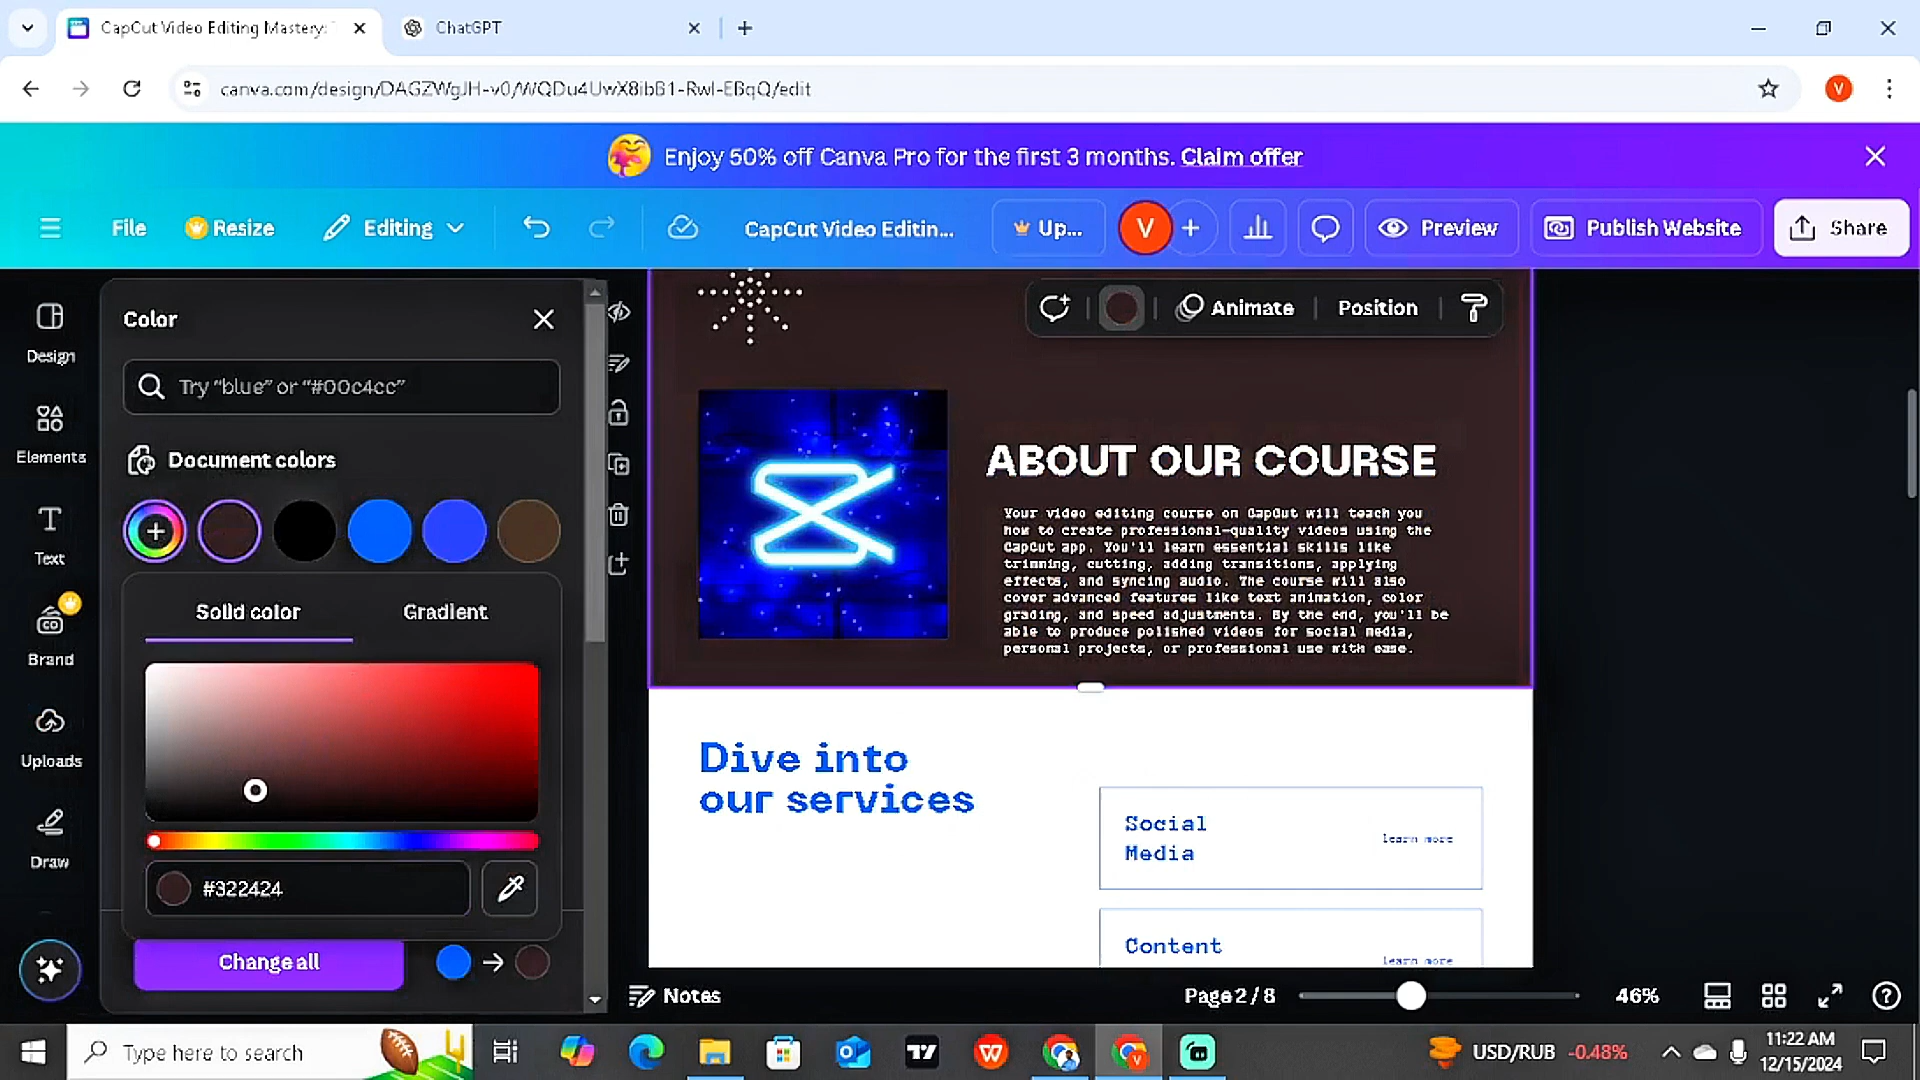 CapCut Video Editing Mastery:
ChatGPT
canva.com/design/DAGZWgJH-v0/WQDu4UwX8ibB1-Rwl-EBqQ/edit
V
Enjoy 50% off Canva Pro for the first 3 months. Claim offer
File
Resize
Editing
CapCut Video Editin...
Up...
V
Preview
Publish Website
Share
Design
Elements
Text
Brand
Uploads
Draw
Color
Try “blue” or “#00c4cc”
Document colors
Solid color
Gradient
#322424
Change all
Animate
Position
ABOUT OUR COURSE
Your video editing course on CapCut will teach you
how to create professional-quality videos using the
CapCut app. You'll learn essential skills like
trimming, cutting, adding transitions, applying
effects, and syncing audio. The course will also
cover advanced features like text animation, color
grading, and speed adjustments. By the end, you'll be
able to produce polished videos for social media,
personal projects, or professional use with ease.
Dive into
our services
Social
Media
learn more
Content
learn more
Notes
Page 2 / 8
46%
Type here to search
USD/RUB -0.48%
11:22 AM
12/15/2024